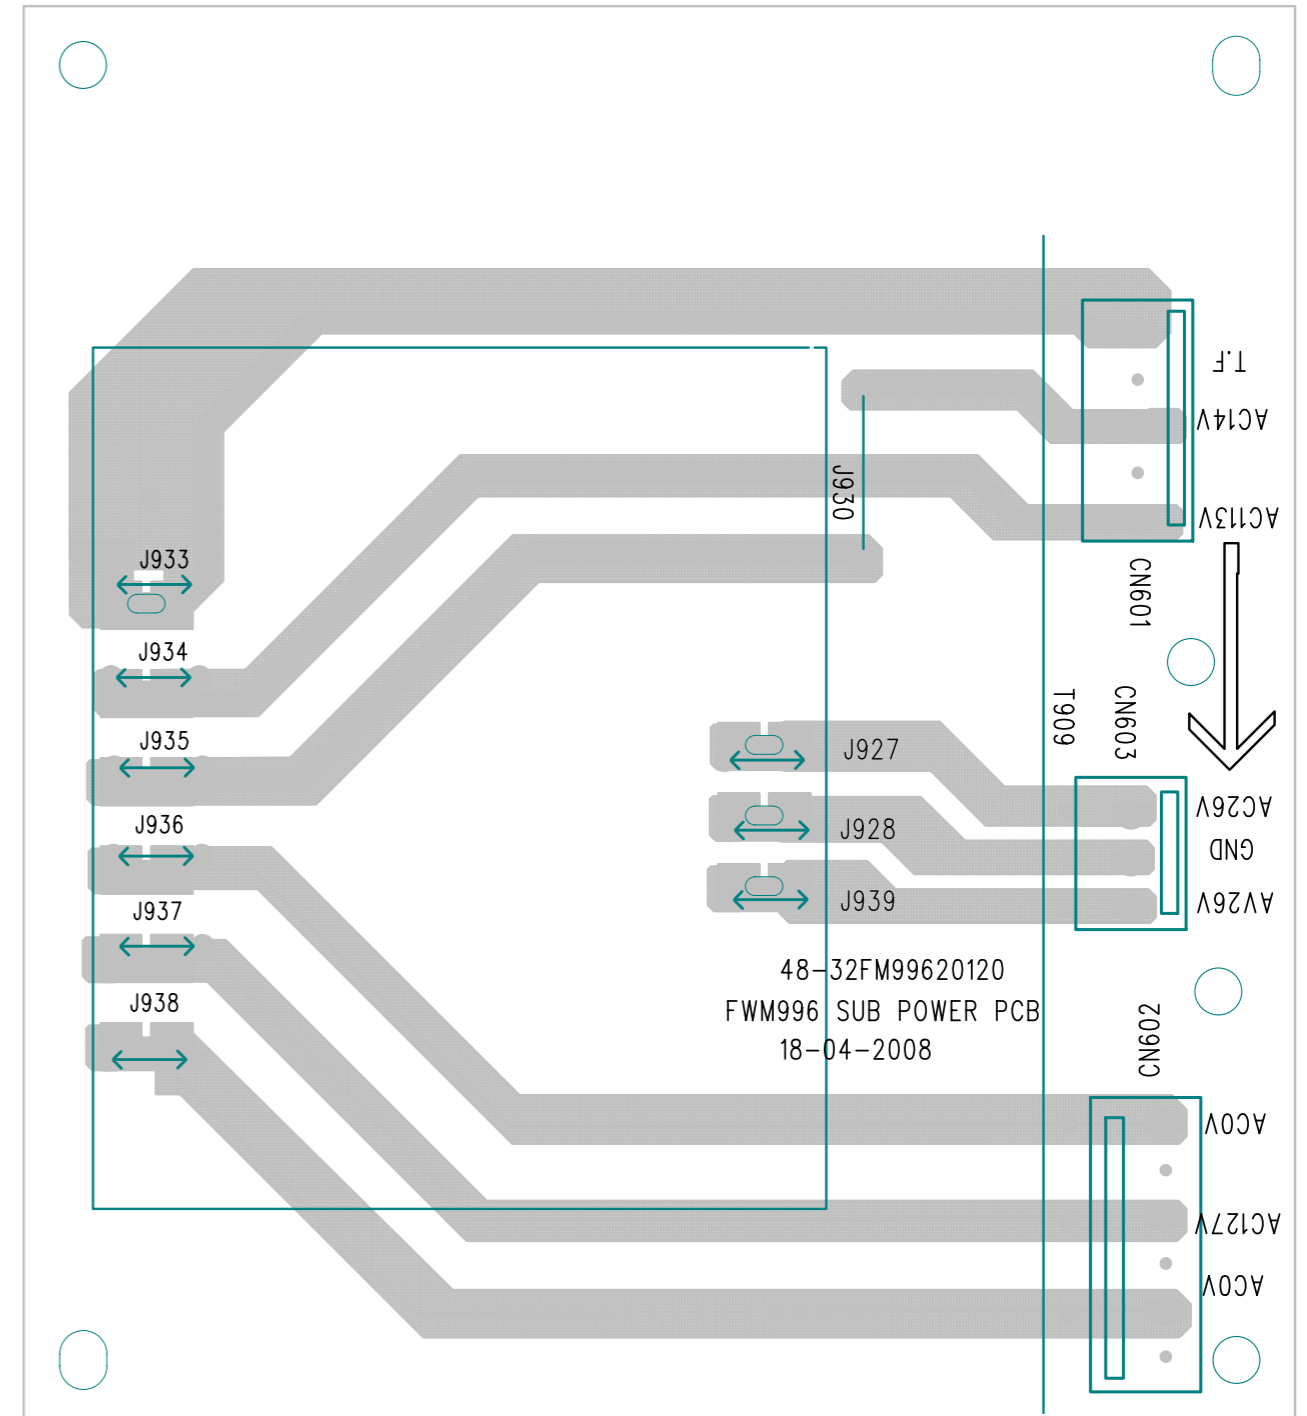 T.F
AC14V
J930
AC113V
J933
CN601
J934
T909
CN603
J935
J927
AC26V
J936
J928
GND
J937
J939
AV26V
48-32FM99620120
J938
FWM996 SUB POWER PCB
18-04-2008
CN602
AC0V
AC127V
AC0V